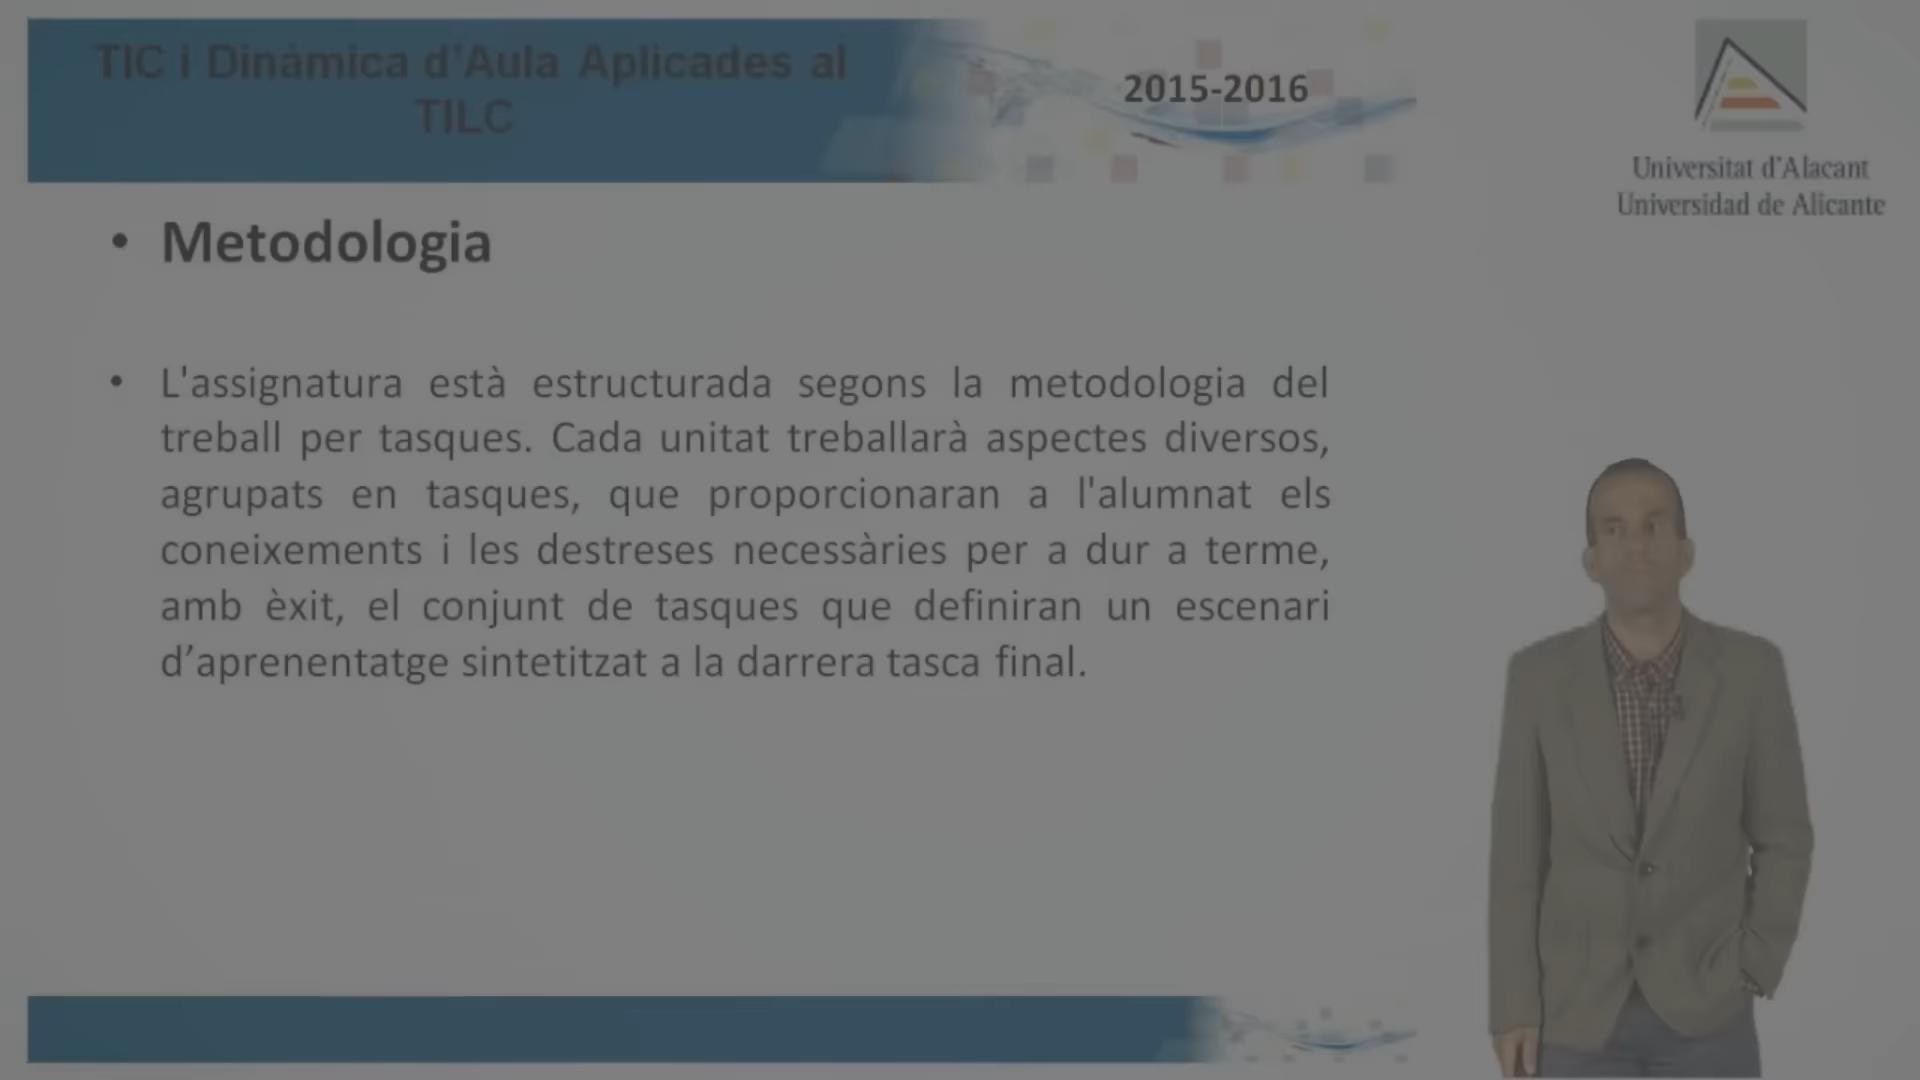 TIC i Dinàmica d'Aula Aplicades al
TILC
2015-2016
Universitat d'Alacant
Universidad de Alicante
• Metodologia
• L'assignatura està estructurada segons la metodologia del
treball per tasques. Cada unitat treballarà aspectes diversos,
agrupats en tasques, que proporcionaran a l'alumnat els
coneixements i les destreses necessàries per a dur a terme,
amb èxit, el conjunt de tasques que definiran un escenari
d’aprenentatge sintetitzat a la darrera tasca final.